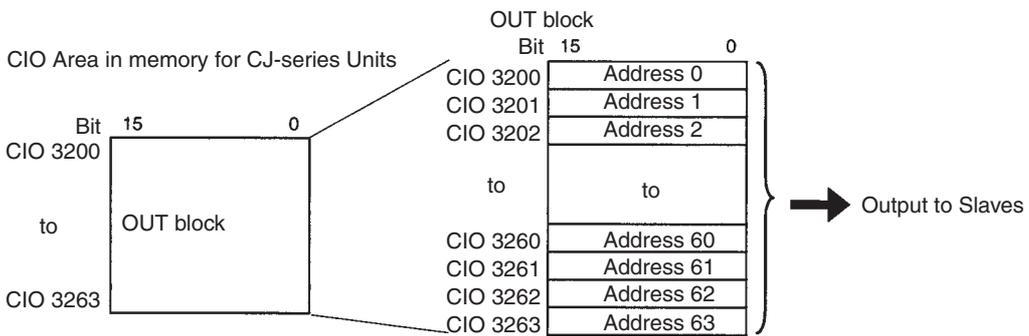 CIO Area in memory for CJ-series Units
Bit 15 0
CIO 3200
to
CIO 3263
OUT block
OUT block
Bit 15 0
CIO 3200 Address 0
CIO 3201 Address 1
CIO 3202 Address 2
to to
CIO 3260 Address 60
CIO 3261 Address 61
CIO 3262 Address 62
CIO 3263 Address 63
Output to Slaves